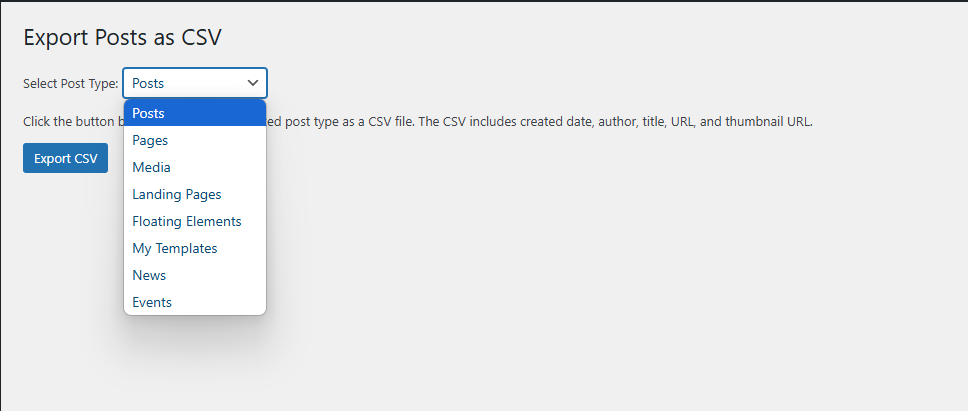 Export Posts as CSV
Select Post Type: Posts
Posts
Click the button b ed post type as a CSV file. The CSV includes created date, author, title, URL, and thumbnail URL.
Pages
Export CSV
Media
Landing Pages
Floating Elements
My Templates
News
Events